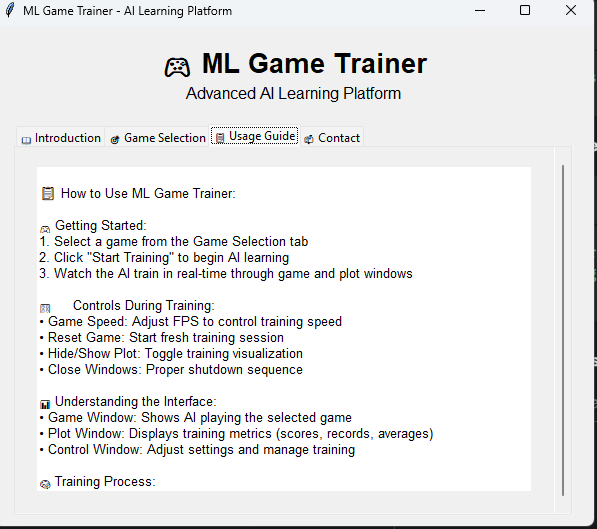 ML Game Trainer - AI Learning Platform
ML Game Trainer
Advanced AI Learning Platform
Introduction Game Selection Usage Guide Contact
How to Use ML Game Trainer:
Getting Started:
1. Select a game from the Game Selection tab
2. Click "Start Training" to begin AI learning
3. Watch the AI train in real-time through game and plot windows
Controls During Training:
• Game Speed: Adjust FPS to control training speed
• Reset Game: Start fresh training session
• Hide/Show Plot: Toggle training visualization
• Close Windows: Proper shutdown sequence
Understanding the Interface:
• Game Window: Shows AI playing the selected game
• Plot Window: Displays training metrics (scores, records, averages)
• Control Window: Adjust settings and manage training
Training Process: